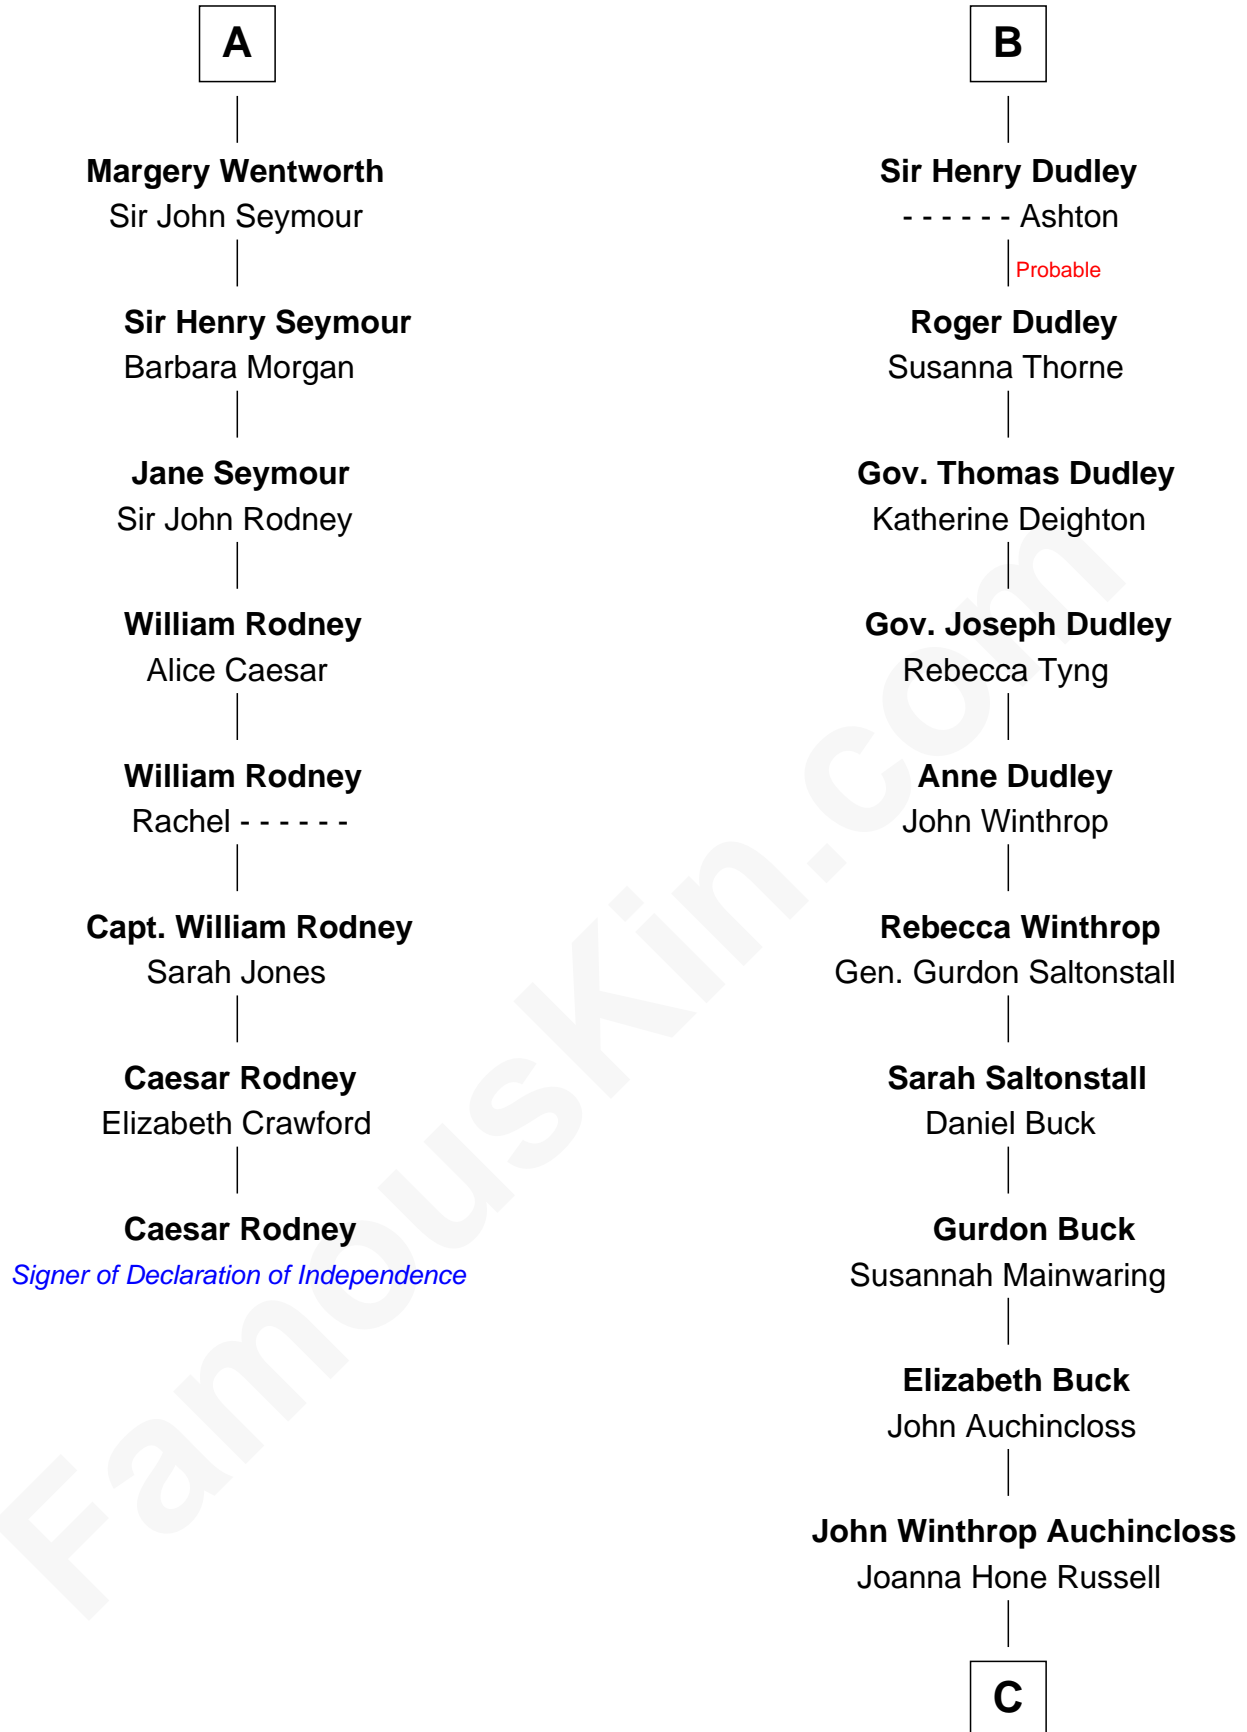 A
Margery Wentworth
Sir John Seymour
Sir Henry Seymour
Barbara Morgan
Jane Seymour
Sir John Rodney
William Rodney
Alice Caesar
William Rodney
Rachel - - - - - -
Capt. William Rodney
Sarah Jones
Caesar Rodney
Elizabeth Crawford
Caesar Rodney
Signer of Declaration of Independence
B
Sir Henry Dudley
- - - - - - Ashton
Probable
Roger Dudley
Susanna Thorne
Gov. Thomas Dudley
Katherine Deighton
Gov. Joseph Dudley
Rebecca Tyng
Anne Dudley
John Winthrop
Rebecca Winthrop
Gen. Gurdon Saltonstall
Sarah Saltonstall
Daniel Buck
Gurdon Buck
Susannah Mainwaring
Elizabeth Buck
John Auchincloss
John Winthrop Auchincloss
Joanna Hone Russell
C
FamousKin.com